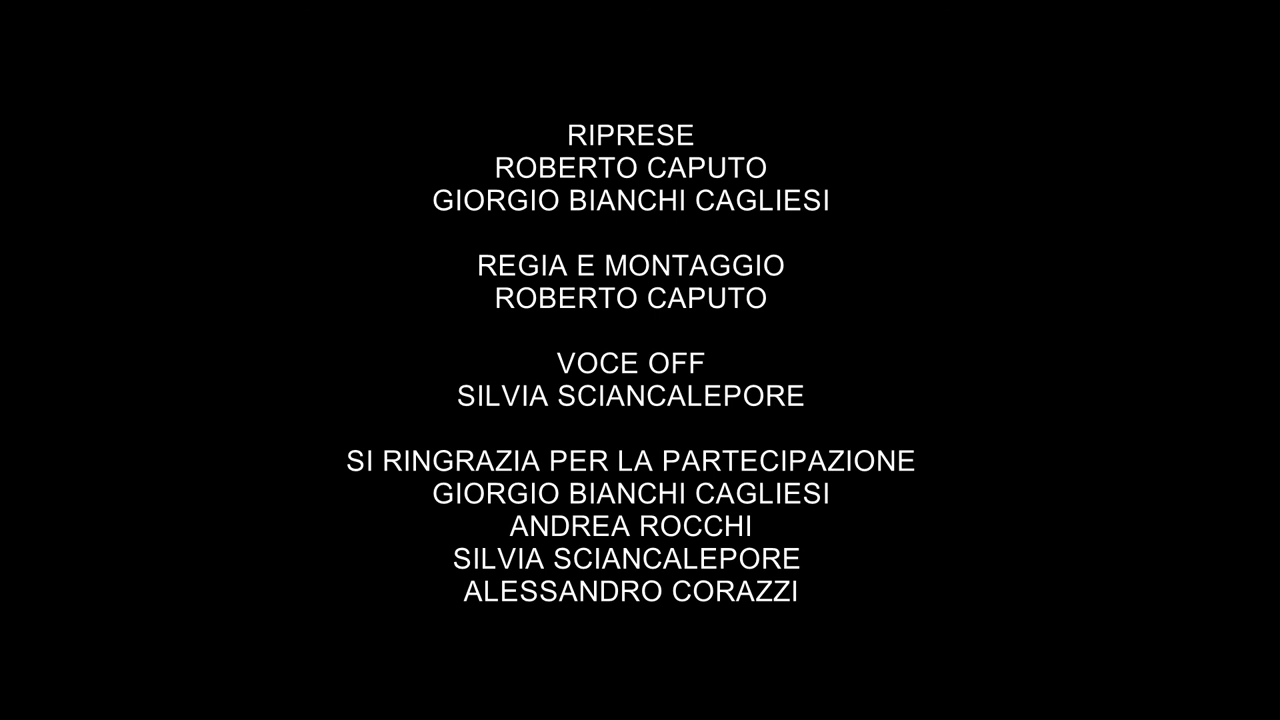 RIPRESE
ROBERTO CAPUTO
GIORGIO BIANCHI CAGLIESI
REGIA E MONTAGGIO
ROBERTO CAPUTO
VOCE OFF
SILVIA SCIANCALEPORE
SI RINGRAZIA PER LA PARTECIPAZIONE
GIORGIO BIANCHI CAGLIESI
ANDREA ROCCHI
SILVIA SCIANCALEPORE
ALESSANDRO CORAZZI